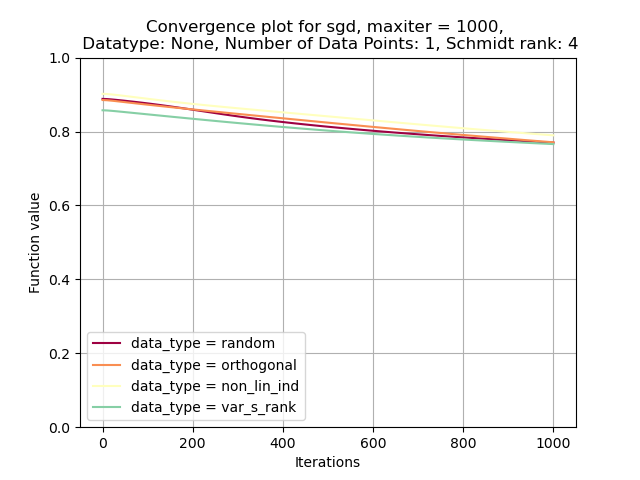 Convergence plot for sgd, maxiter = 1000,
Datatype: None, Number of Data Points: 1, Schmidt rank: 4
1.0
0.8
0.6
0.4
0.2
0.0
Function value
data_type = random
data_type = orthogonal
data_type = non_lin_ind
data_type = var_s_rank
0 200 400 600 800 1000
Iterations